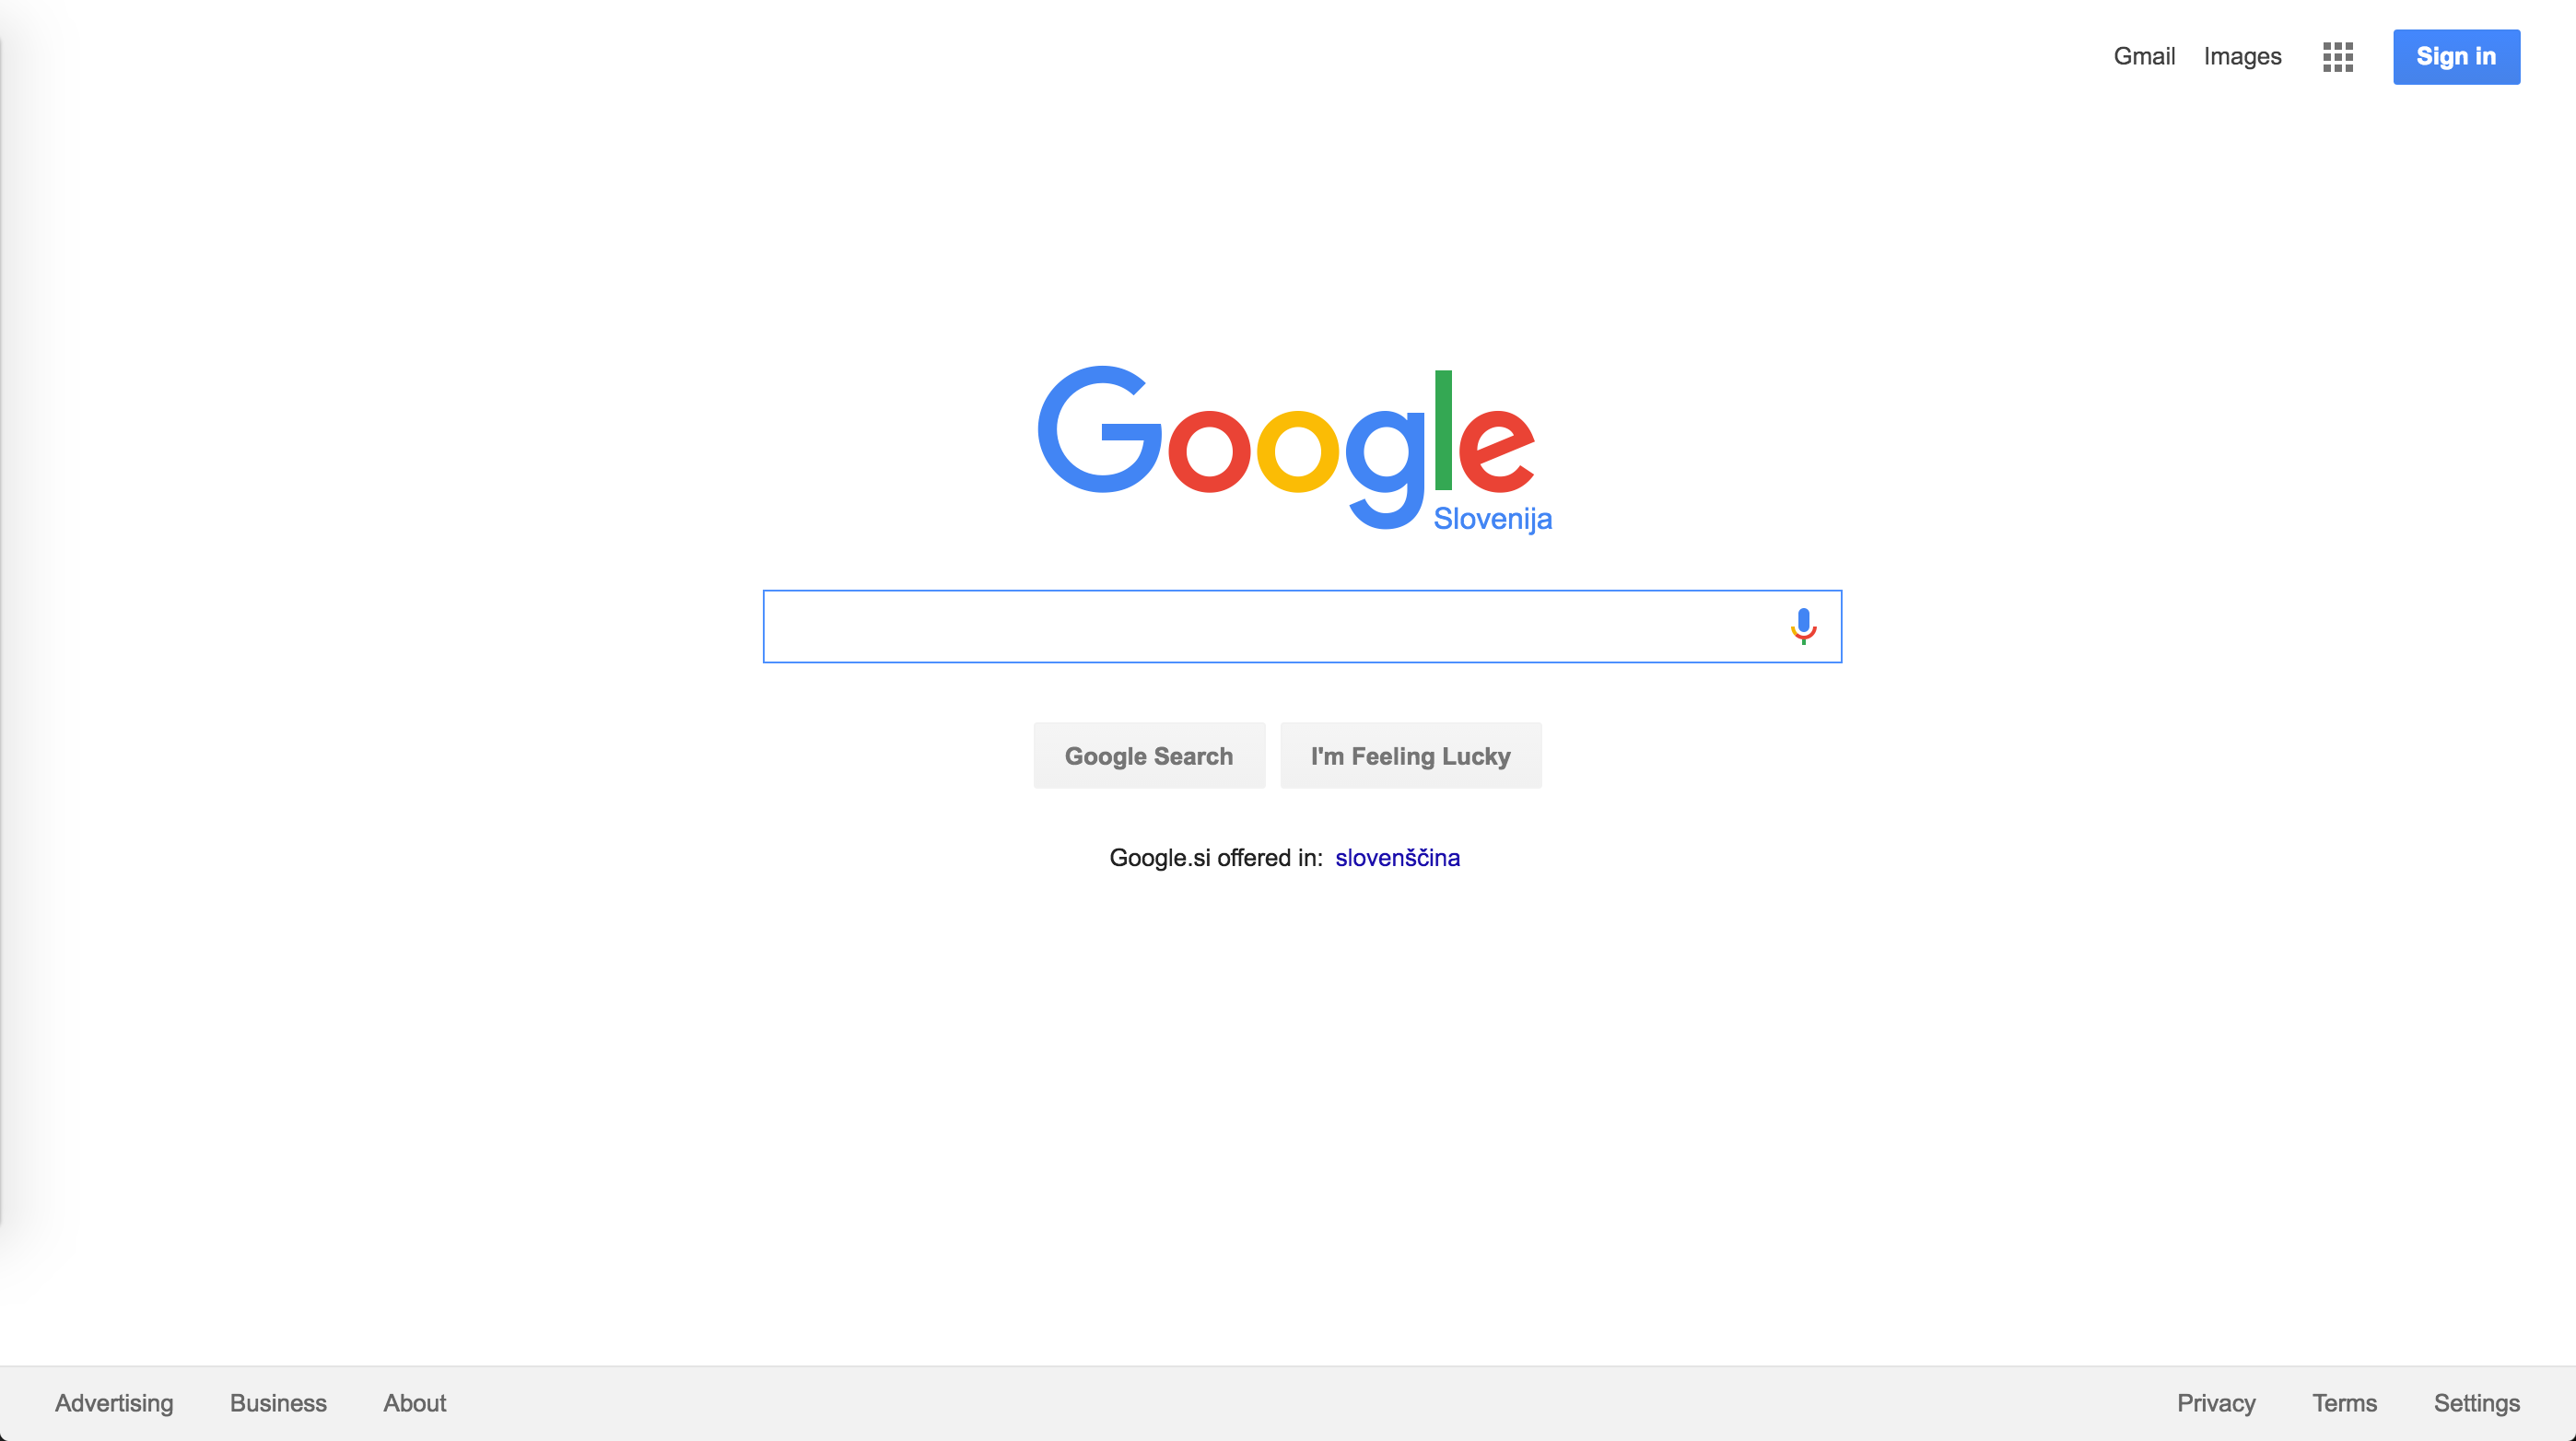 Gmail Images Sign in
Google
Slovenija
Google Search I'm Feeling Lucky
Google.si offered in: slovenščina
Advertising Business About Privacy Terms Settings